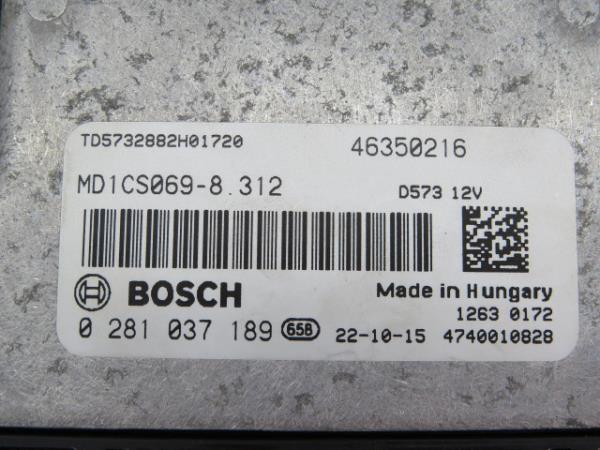 TD5732882H01720 46350216
MD1CS069-8.312 D573 12V
BOSCH Made in Hungary
1263 0172
0 281 037 189 658 22-10-15 4740010828